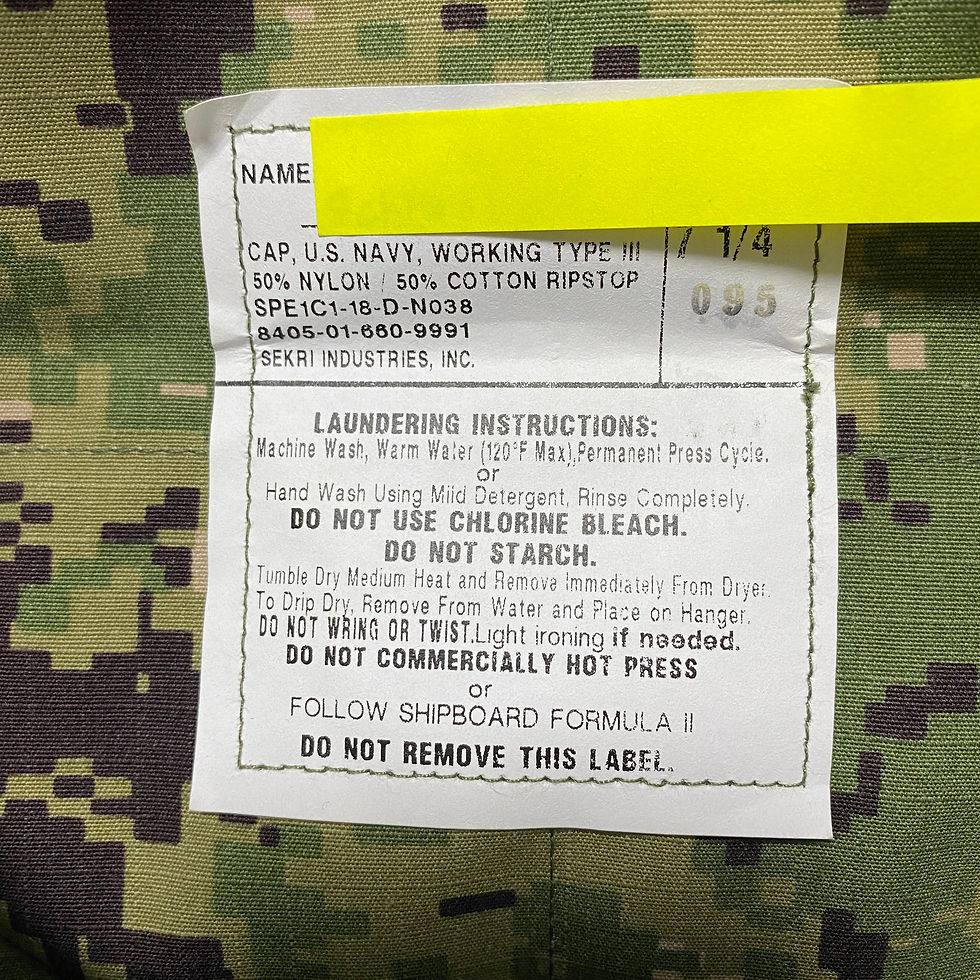 NAME
CAP, U.S. NAVY, WORKING TYPE III
7 1/4
50% NYLON / 50% COTTON RIPSTOP
SPE1C1-18-D-N038
095
8405-01-660-9991
SEKRI INDUSTRIES, INC.
LAUNDERING INSTRUCTIONS:
Machine Wash, Warm Water (120°F Max),Permanent Press Cycle.
or
Hand Wash Using Mild Detergent, Rinse Completely.
DO NOT USE CHLORINE BLEACH.
DO NOT STARCH.
Tumble Dry Medium Heat and Remove Immediately From Dryer.
To Drip Dry, Remove From Water and Place on Hanger.
DO NOT WRING OR TWIST.Light ironing if needed.
DO NOT COMMERCIALLY HOT PRESS
or
FOLLOW SHIPBOARD FORMULA II
DO NOT REMOVE THIS LABEL.